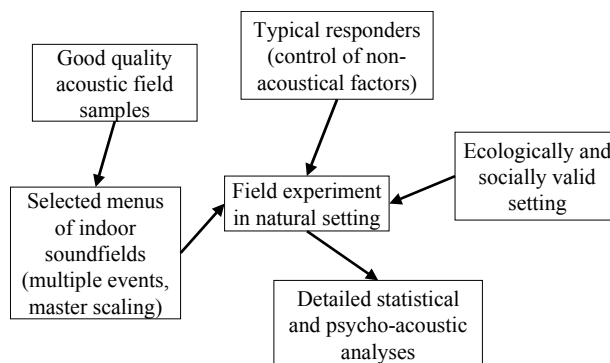 Good quality
acoustic field
samples
Typical responders
(control of non-
acoustical factors)
Ecologically and
socially valid
setting
Field experiment
in natural setting
Selected menus
of indoor
soundfields
(multiple events,
master scaling)
Detailed statistical
and psycho-acoustic
analyses